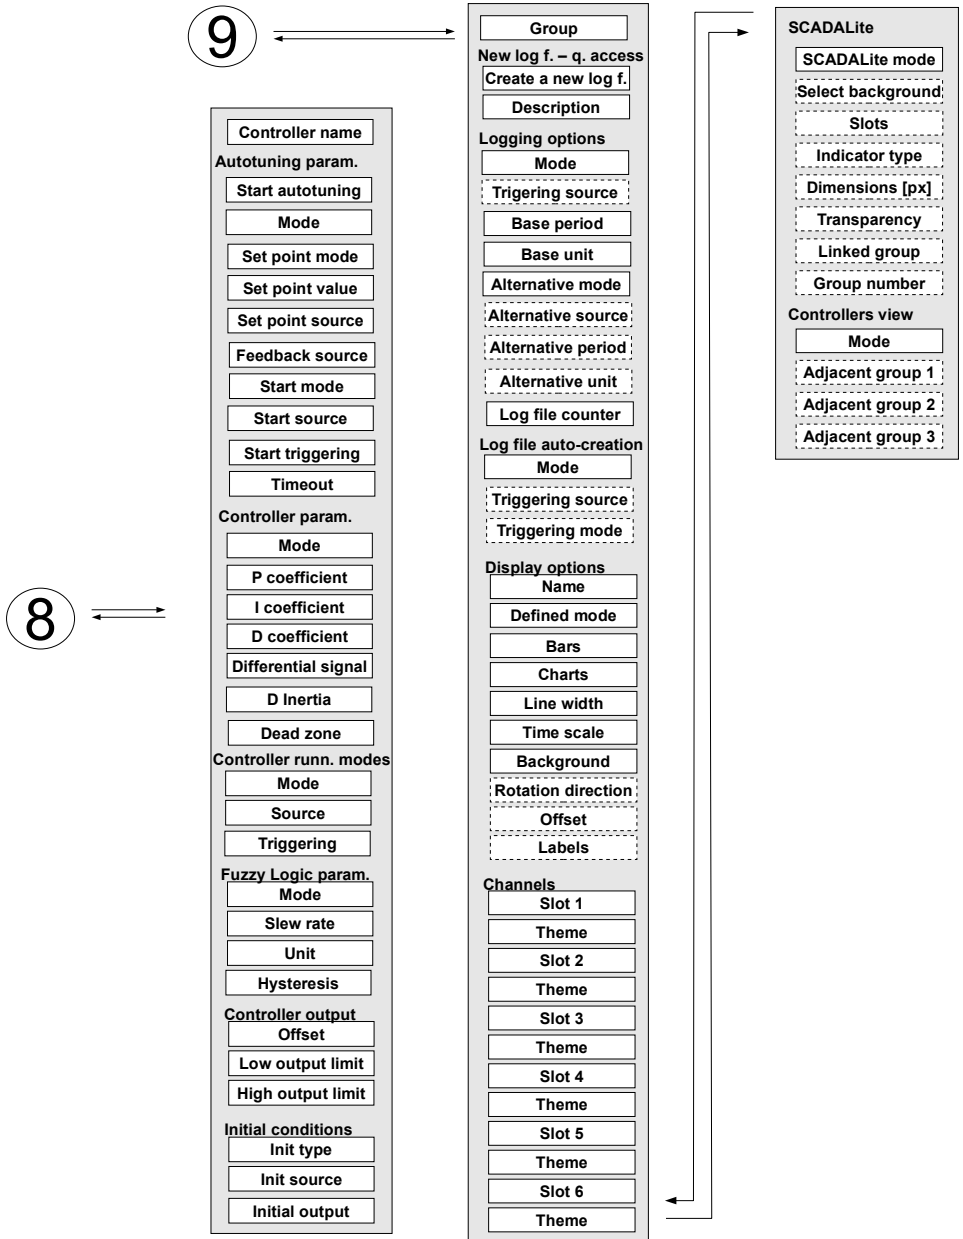 9
8
Controller name
Autotuning param.
Start autotuning
Mode
Set point mode
Set point value
Set point source
Feedback source
Start mode
Start source
Start triggering
Timeout
Controller param.
Mode
P coefficient
I coefficient
D coefficient
Differential signal
D Inertia
Dead zone
Controller runn. modes
Mode
Source
Triggering
Fuzzy Logic param.
Mode
Slew rate
Unit
Hysteresis
Controller output
Offset
Low output limit
High output limit
Initial conditions
Init type
Init source
Initial output
Group
New log f. – q. access
Create a new log f.
Description
Logging options
Mode
Trigering source
Base period
Base unit
Alternative mode
Alternative source
Alternative period
Alternative unit
Log file counter
Log file auto-creation
Mode
Triggering source
Triggering mode
Display options
Name
Defined mode
Bars
Charts
Line width
Time scale
Background
Rotation direction
Offset
Labels
Channels
Slot 1
Theme
Slot 2
Theme
Slot 3
Theme
Slot 4
Theme
Slot 5
Theme
Slot 6
Theme
SCADALite
SCADALite mode
Select background
Slots
Indicator type
Dimensions [px]
Transparency
Linked group
Group number
Controllers view
Mode
Adjacent group 1
Adjacent group 2
Adjacent group 3